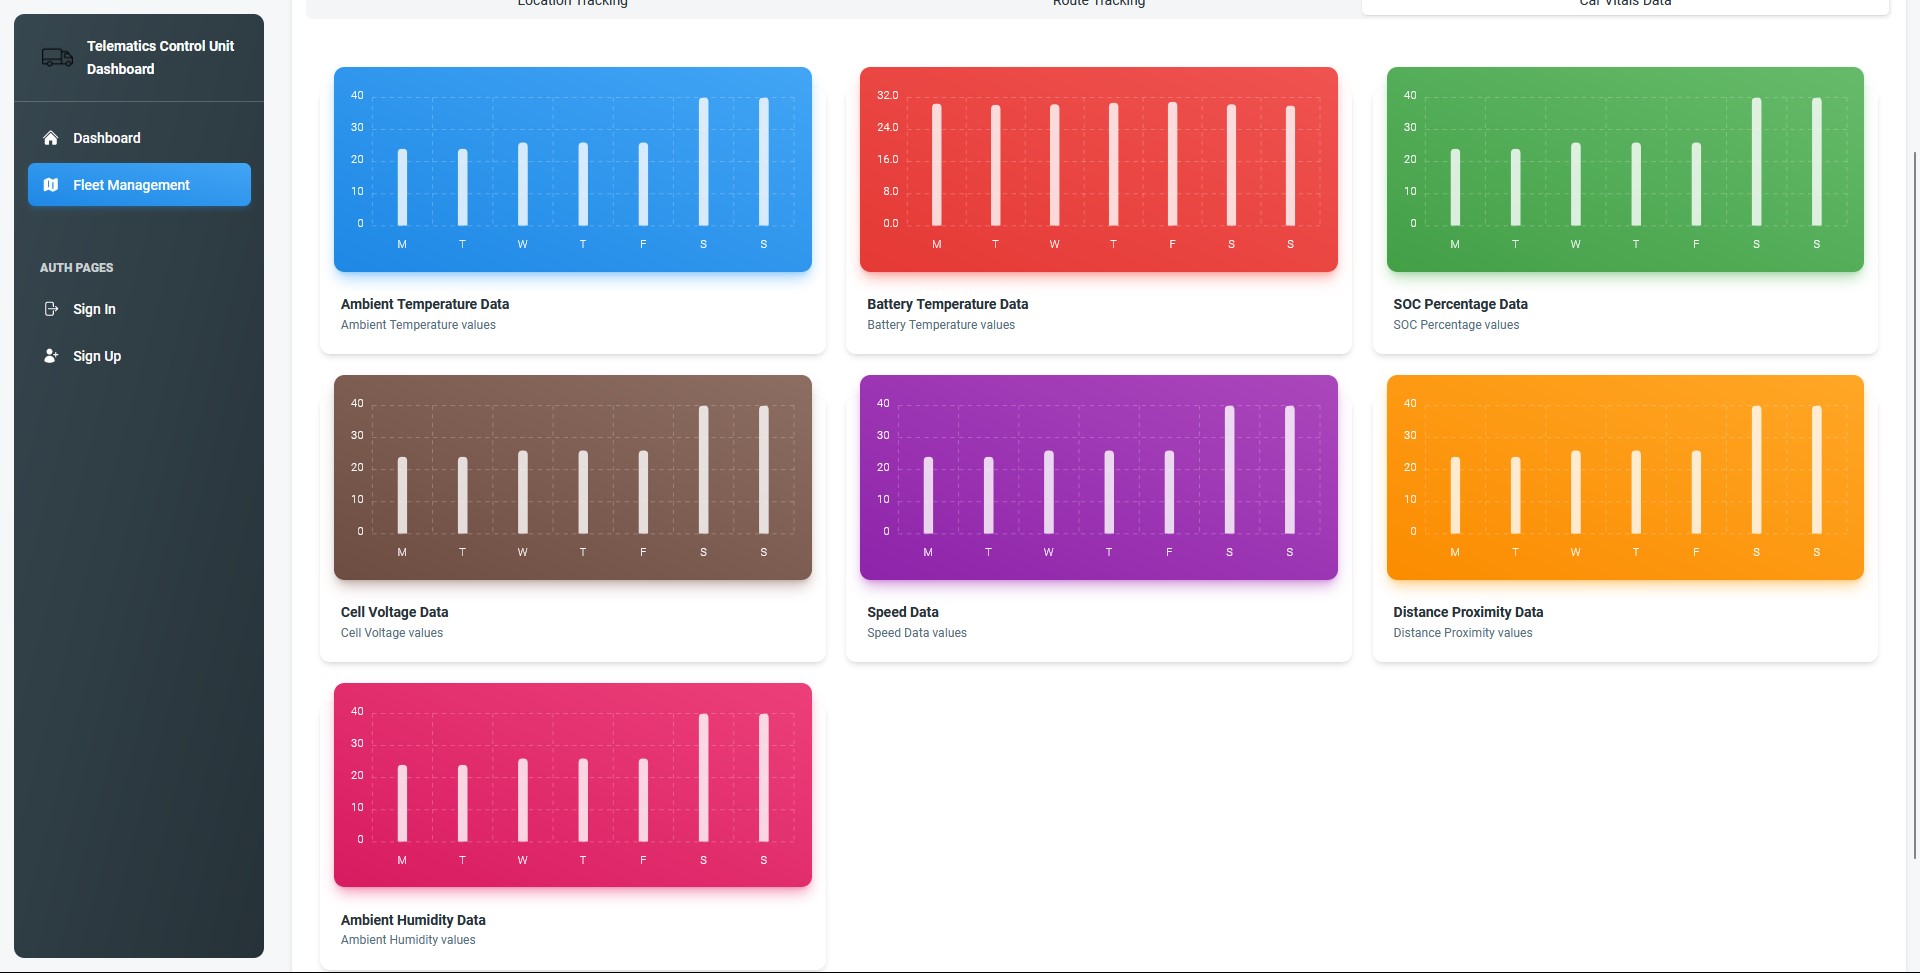 Telematics Control Unit
Dashboard
Dashboard
Fleet Management
AUTH PAGES
Sign In
Sign Up
Location Tracking
Route Tracking
Car Vitals Data
40
30
20
10
0
M T W T F S S
Ambient Temperature Data
Ambient Temperature values
32.0
24.0
16.0
8.0
0.0
M T W T F S S
Battery Temperature Data
Battery Temperature values
40
30
20
10
0
M T W T F S S
SOC Percentage Data
SOC Percentage values
40
30
20
10
0
M T W T F S S
Cell Voltage Data
Cell Voltage values
40
30
20
10
0
M T W T F S S
Speed Data
Speed Data values
40
30
20
10
0
M T W T F S S
Distance Proximity Data
Distance Proximity values
40
30
20
10
0
M T W T F S S
Ambient Humidity Data
Ambient Humidity values